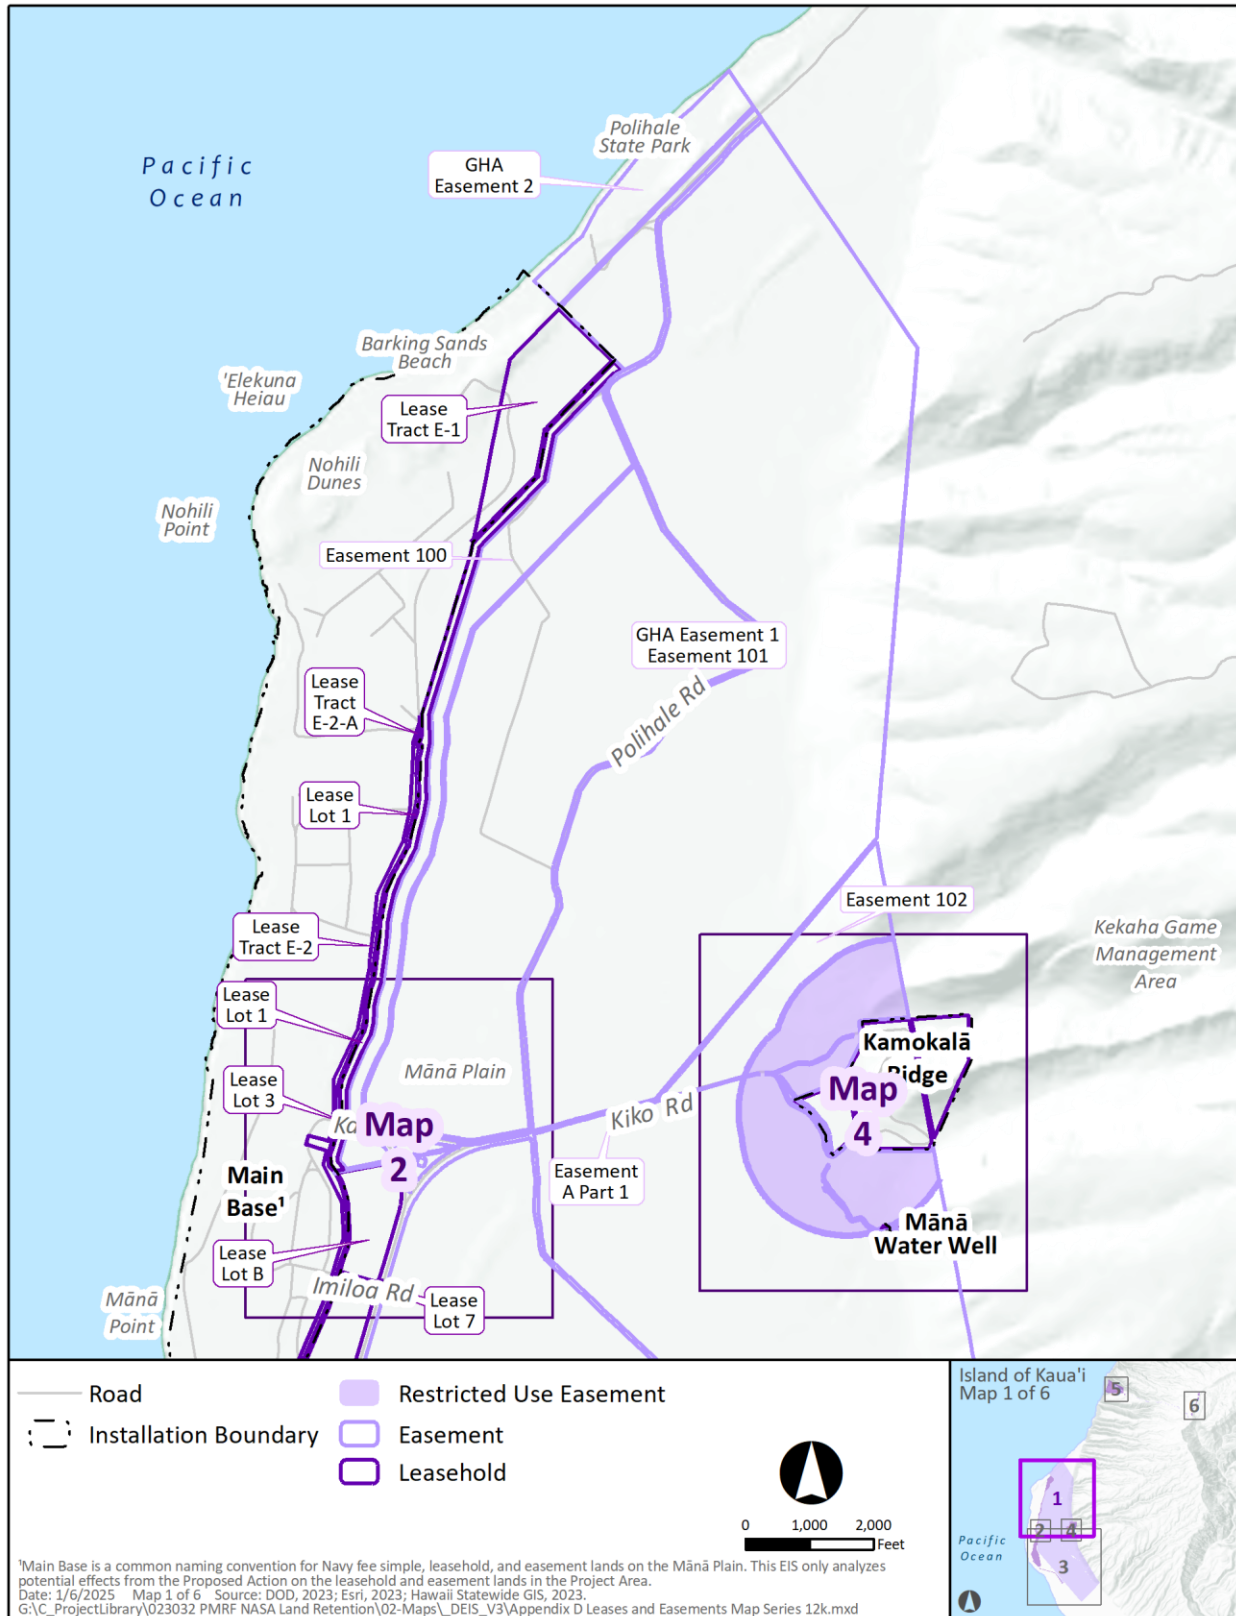 Pacific
Ocean
Polihale
State Park
GHA
Easement 2
Barking Sands
Beach
'Elekuna
Heiau
Lease
Tract E-1
Nohili
Dunes
Nohili
Point
Easement 100
GHA Easement 1
Easement 101
Lease
Tract
E-2-A
Polihale Rd
Lease
Lot 1
Easement 102
Lease
Tract E-2
Kekaha Game
Management
Area
Lease
Lot 1
Kamokalā
Ridge
Mānā Plain
Lease
Lot 3
Map
4
Ka
Map
2
Kiko Rd
Main
Base¹
Easement
A Part 1
Mānā
Water Well
Lease
Lot B
Imiloa Rd
Lease
Lot 7
Mānā
Point
Road
Installation Boundary
Restricted Use Easement
Easement
Leasehold
0 1,000 2,000
Feet
Island of Kaua'i
Map 1 of 6
5
6
1
2
4
3
Pacific
Ocean
¹Main Base is a common naming convention for Navy fee simple, leasehold, and easement lands on the Mānā Plain. This EIS only analyzes
potential effects from the Proposed Action on the leasehold and easement lands in the Project Area.
Date: 1/6/2025 Map 1 of 6 Source: DOD, 2023; Esri, 2023; Hawaii Statewide GIS, 2023.
G:\C_ProjectLibrary\023032 PMRF NASA Land Retention\02-Maps\_DEIS_V3\Appendix D Leases and Easements Map Series 12k.mxd